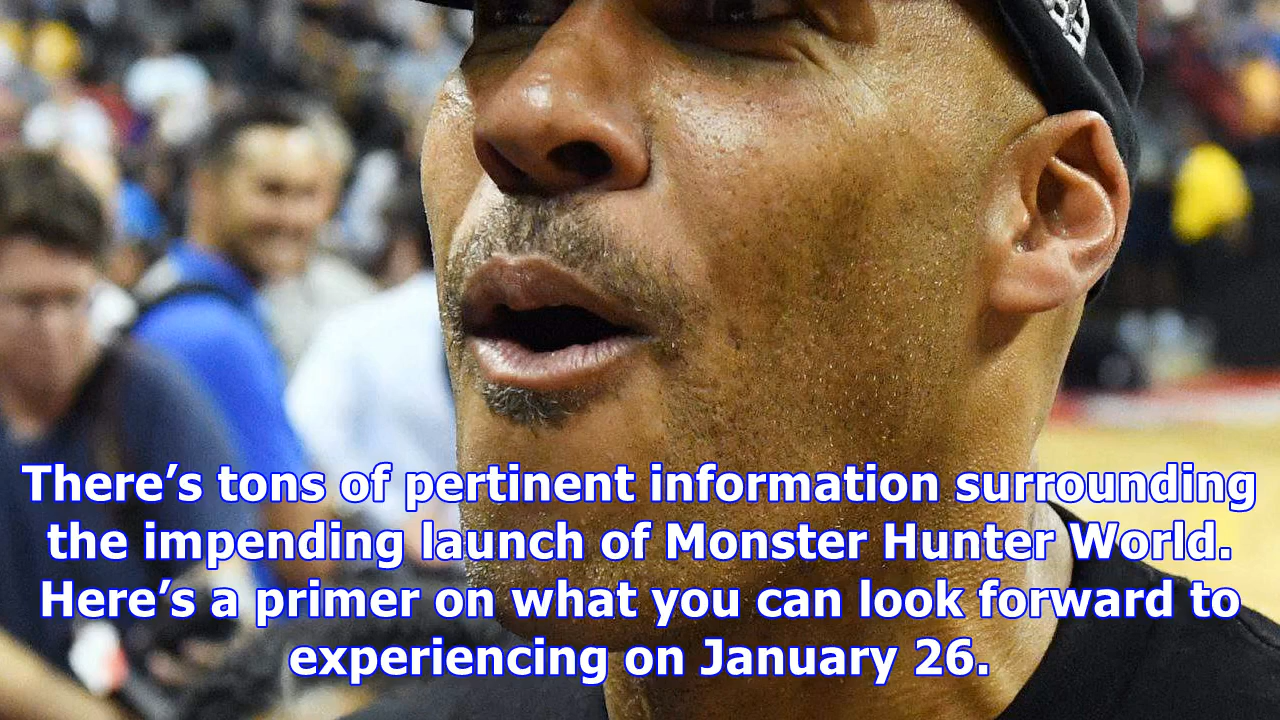 There’s tons of pertinent information surrounding
the impending launch of Monster Hunter World.
Here’s a primer on what you can look forward to
experiencing on January 26.